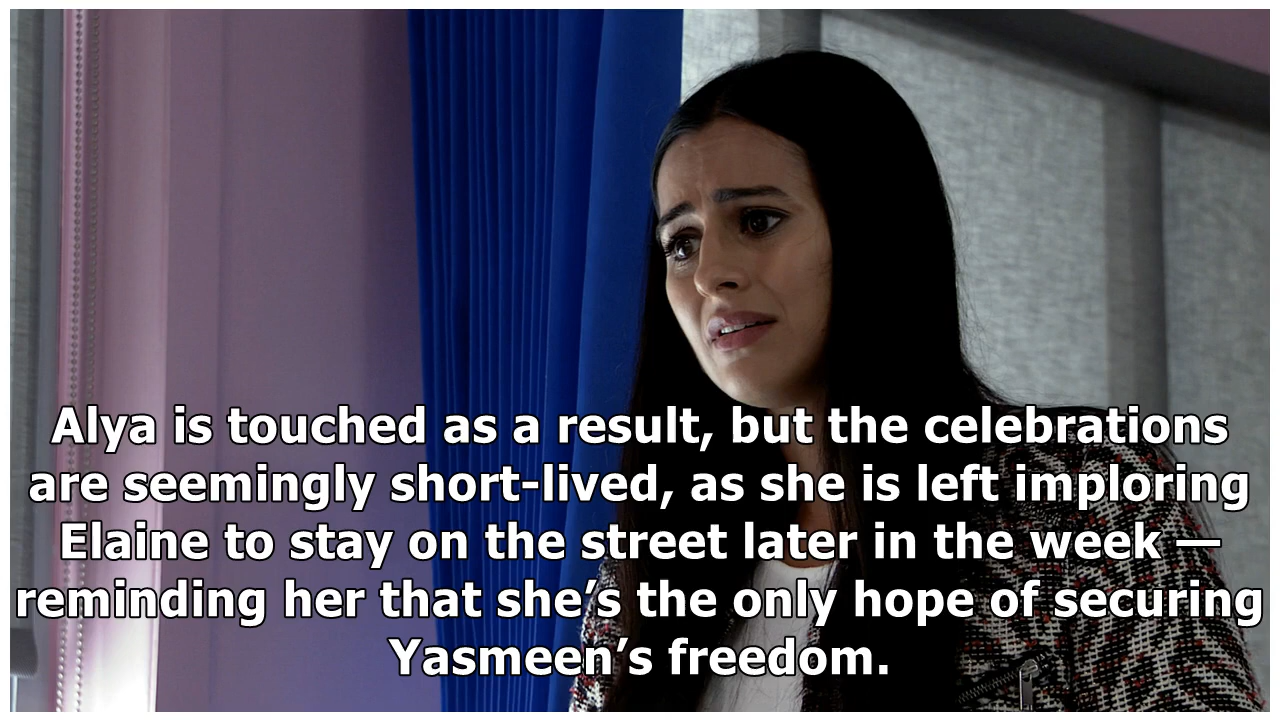 Alya is touched as a result, but the celebrations
are seemingly short-lived, as she is left imploring
Elaine to stay on the street later in the week —
reminding her that she’s the only hope of securing
Yasmeen’s freedom.